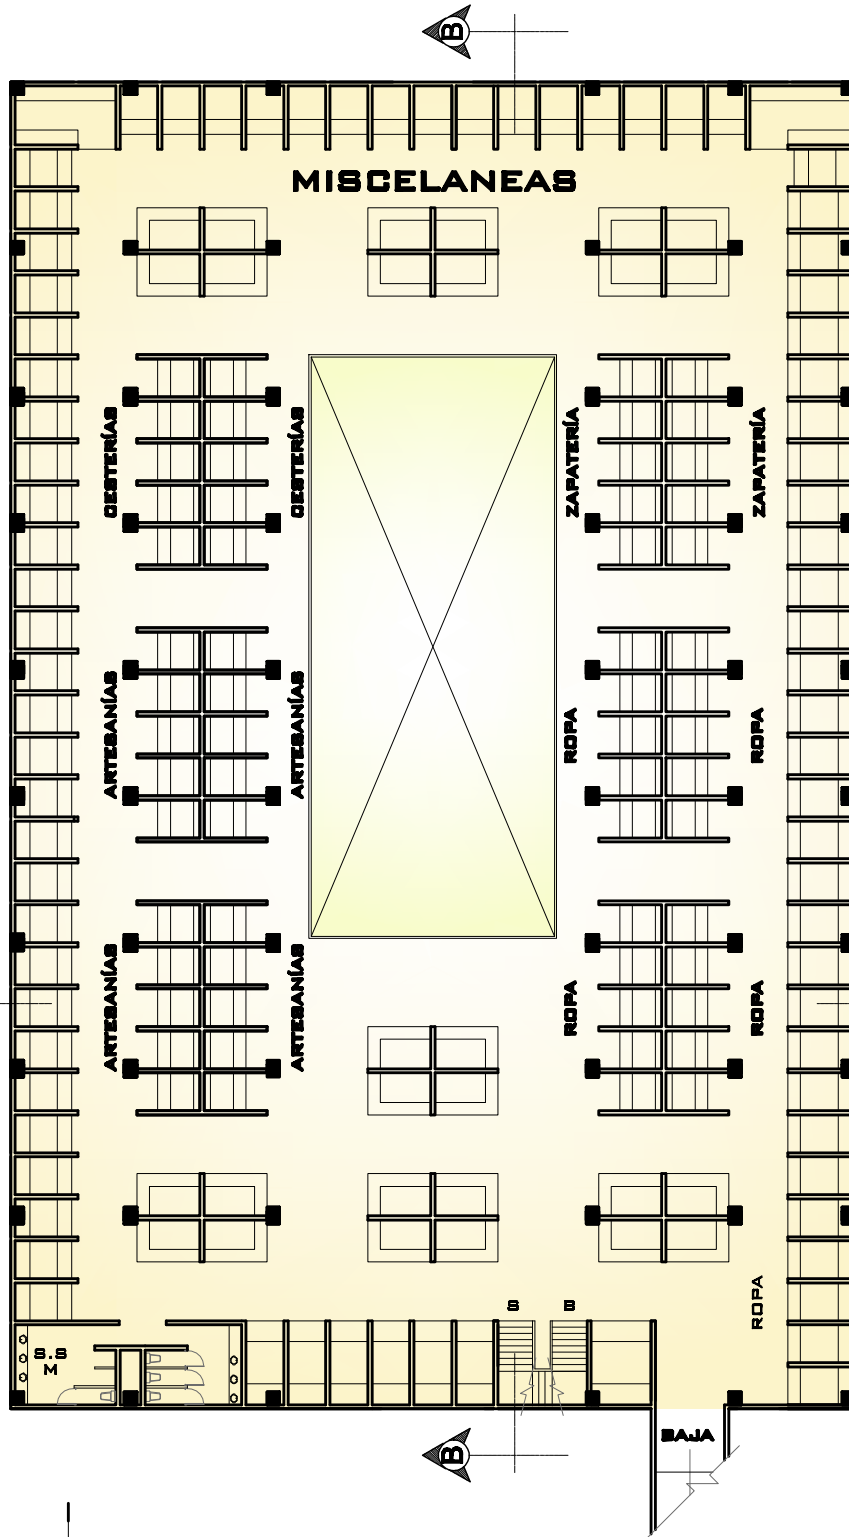 B
MISCELANEAS
CESTERÍAS
CESTERÍAS
ZAPATERÍA
ZAPATERÍA
ARTESANÍAS
ARTESANÍAS
ROPA
ROPA
ARTESANÍAS
ARTESANÍAS
ROPA
ROPA
ROPA
S
B
S.S
M
BAJA
B